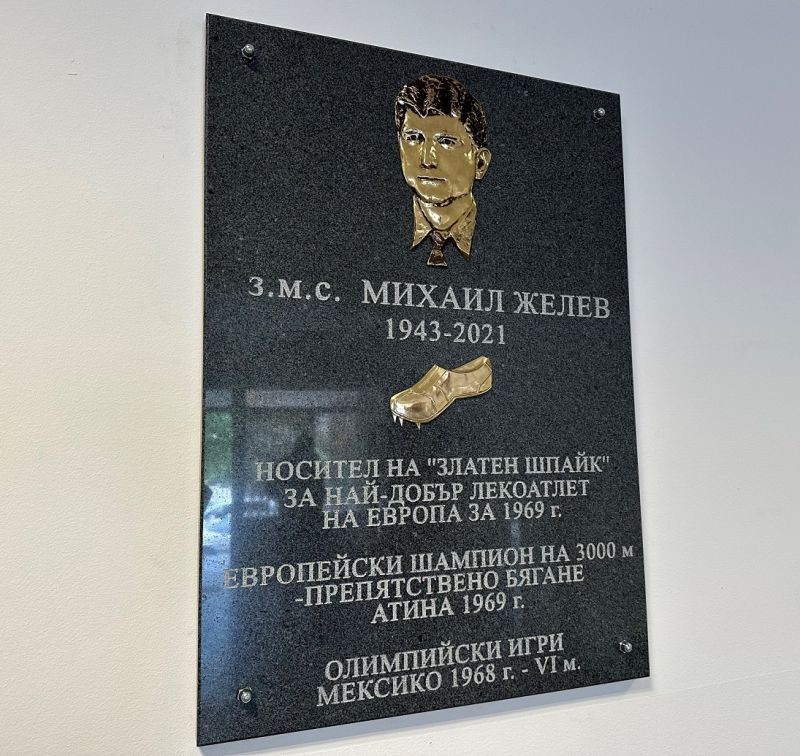 З.М.С. МИХАИЛ ЖЕЛЕВ
1943-2021
НОСИТЕЛ НА "ЗЛАТЕН ШПАЙК"
ЗА НАЙ-ДОБЪР ЛЕКОАТЛЕТ
НА ЕВРОПА ЗА 1969 г.
ЕВРОПЕЙСКИ ШАМПИОН НА 3000 м
-ПРЕПЯТСТВЕНО БЯГАНЕ
АТИНА 1969 г.
ОЛИМПИЙСКИ ИГРИ
МЕКСИКО 1968 г. - VI м.